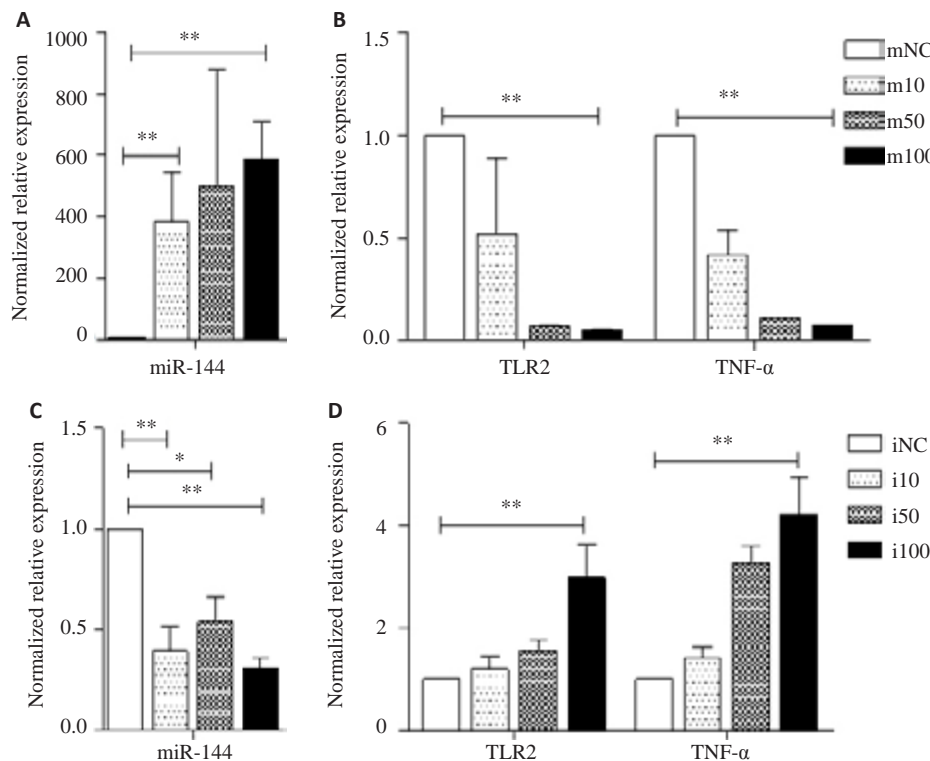 A
Normalized relative expression
1000
800
600
400
200
0
**
**
miR-144
B
Normalized relative expression
1.5
1.0
0.5
0.0
**
**
TLR2
TNF-α
mNC
m10
m50
m100
C
Normalized relative expression
1.5
1.0
0.5
0.0
**
*
**
miR-144
D
Normalized relative expression
6
4
2
0
**
**
TLR2
TNF-α
iNC
i10
i50
i100